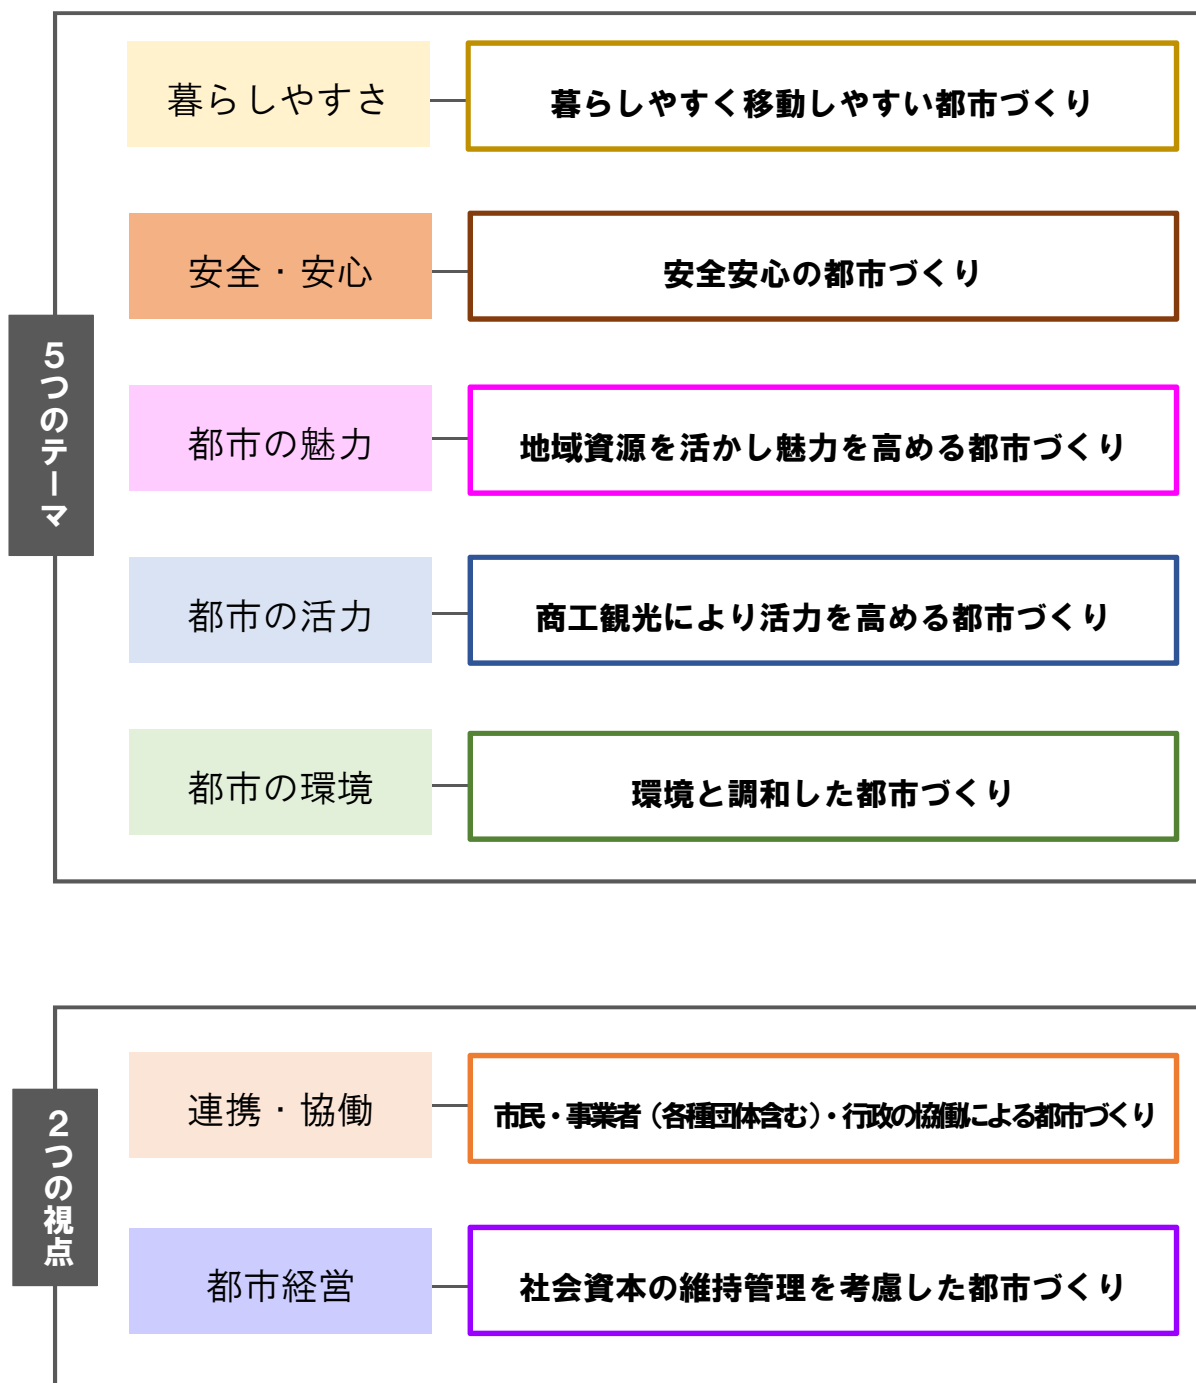 5つのテーマ
暮らしやすさ
暮らしやすく移動しやすい都市づくり
安全・安心
安全安心の都市づくり
都市の魅力
地域資源を活かし魅力を高める都市づくり
都市の活力
商工観光により活力を高める都市づくり
都市の環境
環境と調和した都市づくり
2つの視点
連携・協働
市民・事業者（各種団体含む）・行政の協働による都市づくり
都市経営
社会資本の維持管理を考慮した都市づくり